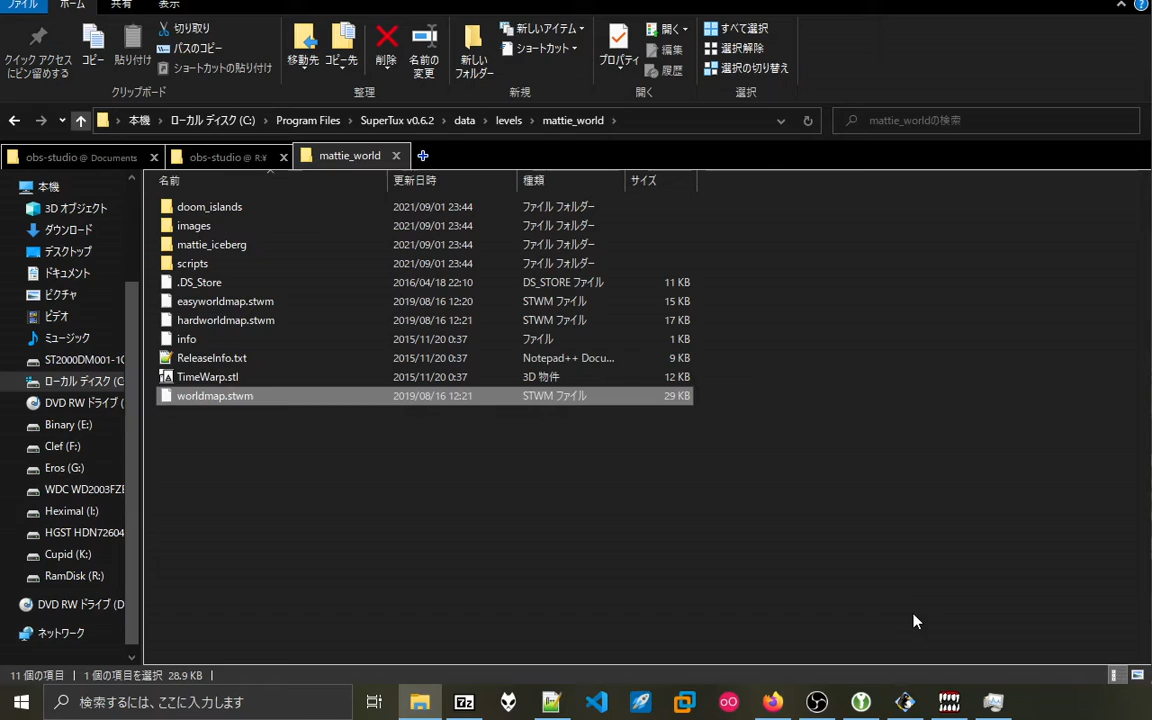 ファイル ホーム 共有 表示
クイック アクセス
にピン留めする
コピー
貼り付け
切り取り
パスのコピー
ショートカットの貼り付け
クリップボード
移動先
コピー先
削除
名前の
変更
整理
新しい
フォルダー
新しいアイテム
ショートカット
新規
プロパティ
開く
編集
履歴
開く
すべて選択
選択解除
選択の切り替え
選択
本機 ローカル ディスク (C:) Program Files SuperTux v0.6.2 data levels mattie_world
mattie_worldの検索
obs-studio @ Documents obs-studio @ R:¥ mattie_world
名前 更新日時 種類 サイズ
doom_islands 2021/09/01 23:44 ファイル フォルダー
images 2021/09/01 23:44 ファイル フォルダー
mattie_iceberg 2021/09/01 23:44 ファイル フォルダー
scripts 2021/09/01 23:44 ファイル フォルダー
.DS_Store 2016/04/18 22:10 DS_STORE ファイル 11 KB
easyworldmap.stwm 2019/08/16 12:20 STWM ファイル 15 KB
hardworldmap.stwm 2019/08/16 12:21 STWM ファイル 17 KB
info 2015/11/20 0:37 ファイル 1 KB
ReleaseInfo.txt 2015/11/20 0:37 Notepad++ Docu... 9 KB
TimeWarp.stl 2015/11/20 0:37 3D 物件 12 KB
worldmap.stwm 2019/08/16 12:21 STWM ファイル 29 KB
本機
3D オブジェクト
ダウンロード
デスクトップ
ドキュメント
ピクチャ
ビデオ
ミュージック
ST2000DM001-1C
ローカル ディスク (C
DVD RW ドライブ (
Binary (E:)
Clef (F:)
Eros (G:)
WDC WD2003FZE
Heximal (I:)
HGST HDN72604
Cupid (K:)
RamDisk (R:)
DVD RW ドライブ (D
ネットワーク
11 個の項目 1 個の項目を選択 28.9 KB
検索するには、ここに入力します